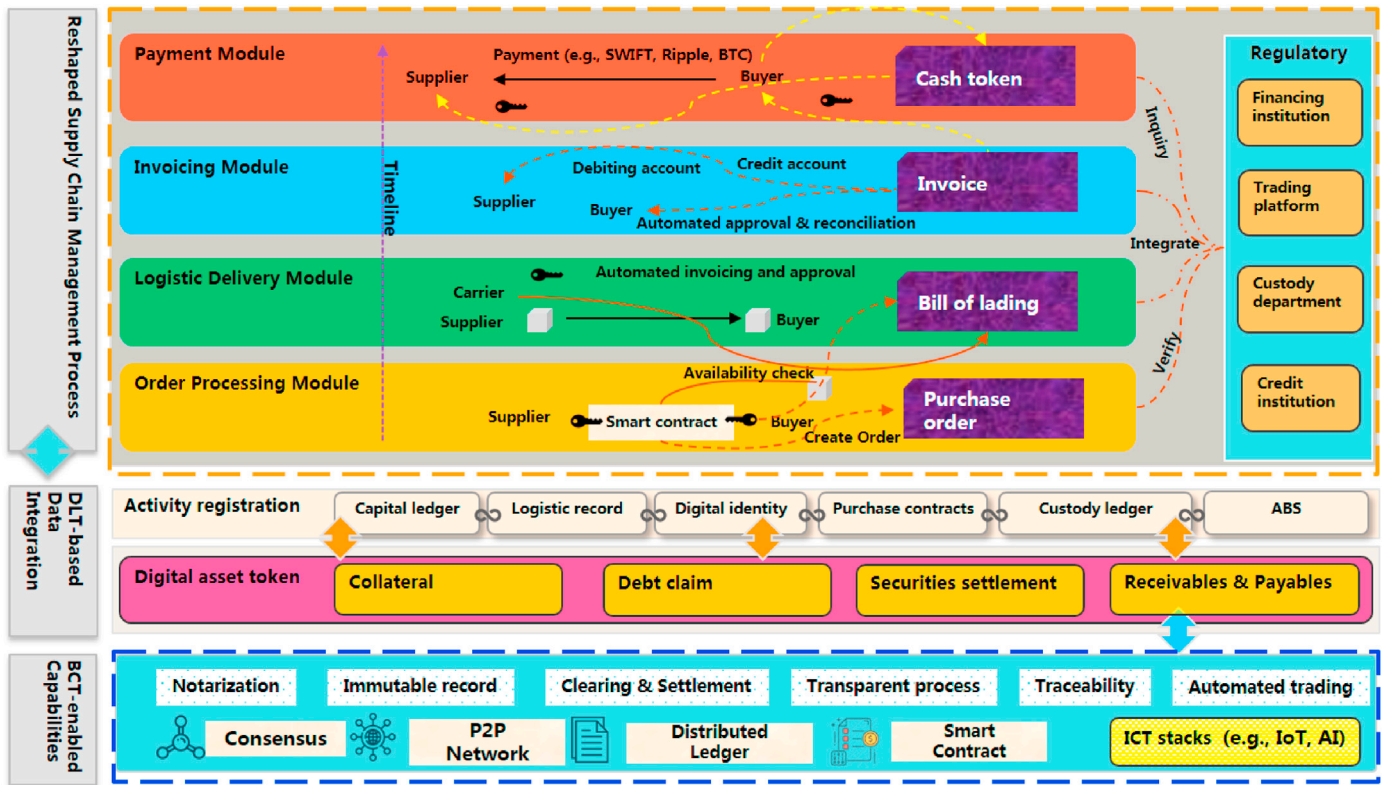 Reshaped Supply Chain Management Process
Payment Module
Payment (e.g., SWIFT, Ripple, BTC)
Supplier
Buyer
Cash token
Timeline
Invoicing Module
Debiting account
Credit account
Supplier
Buyer
Automated approval & reconciliation
Invoice
Logistic Delivery Module
Automated invoicing and approval
Carrier
Supplier
Buyer
Bill of lading
Order Processing Module
Availability check
Supplier
Smart contract
Buyer
Create Order
Purchase
order
Inquiry
Integrate
Verify
Regulatory
Financing
institution
Trading
platform
Custody
department
Credit
institution
DLT-based
Data
Integration
Activity registration
Capital ledger
Logistic record
Digital identity
Purchase contracts
Custody ledger
ABS
Digital asset token
Collateral
Debt claim
Securities settlement
Receivables & Payables
BCT-enabled
Capabilities
Notarization
Immutable record
Clearing & Settlement
Transparent process
Traceability
Automated trading
Consensus
P2P
Network
Distributed
Ledger
Smart
Contract
ICT stacks (e.g., IoT, AI)